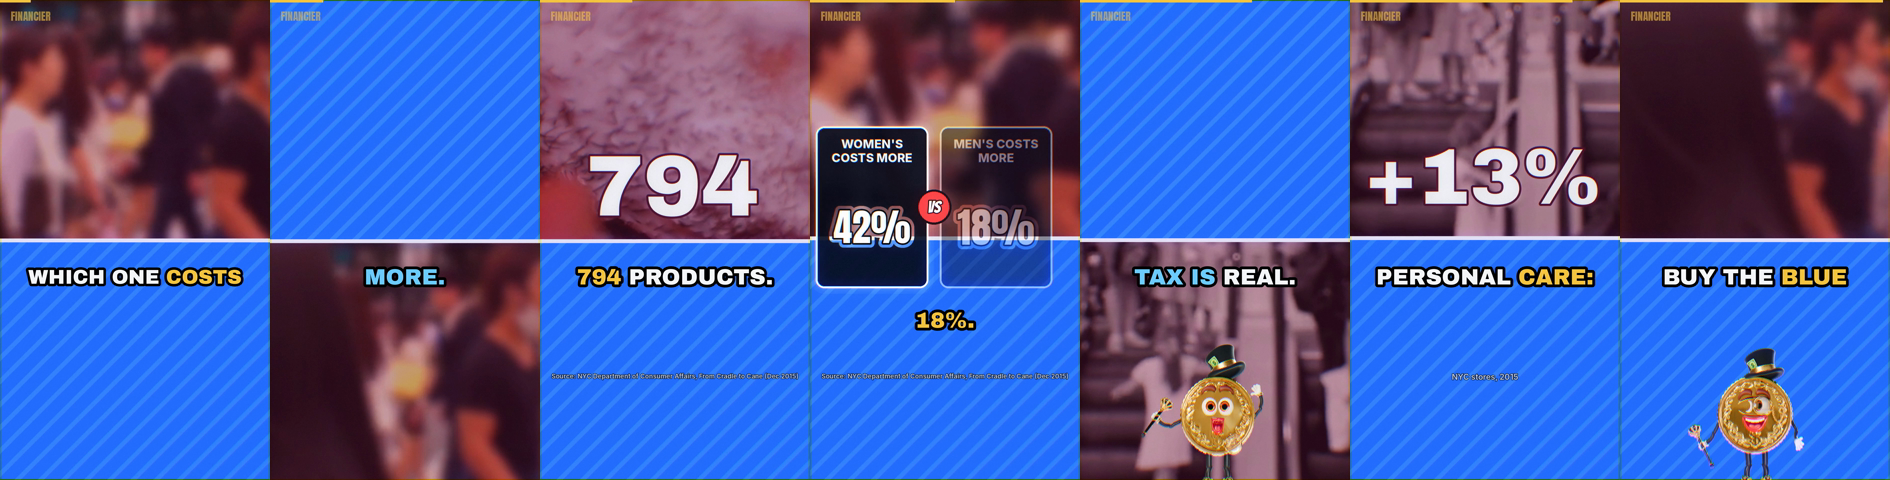 FINANCIER
WHICH ONE COSTS
FINANCIER
MORE.
794
794 PRODUCTS.
Source: NYC Department of Consumer Affairs, From Cradle to Cane (Dec 2015)
FINANCIER
WOMEN'S
COSTS MORE
42%
VS
MEN'S COSTS
MORE
18%
18%.
Source: NYC Department of Consumer Affairs, From Cradle to Cane (Dec 2015)
FINANCIER
TAX IS REAL.
FINANCIER
+13%
PERSONAL CARE:
NYC stores, 2015
FINANCIER
BUY THE BLUE